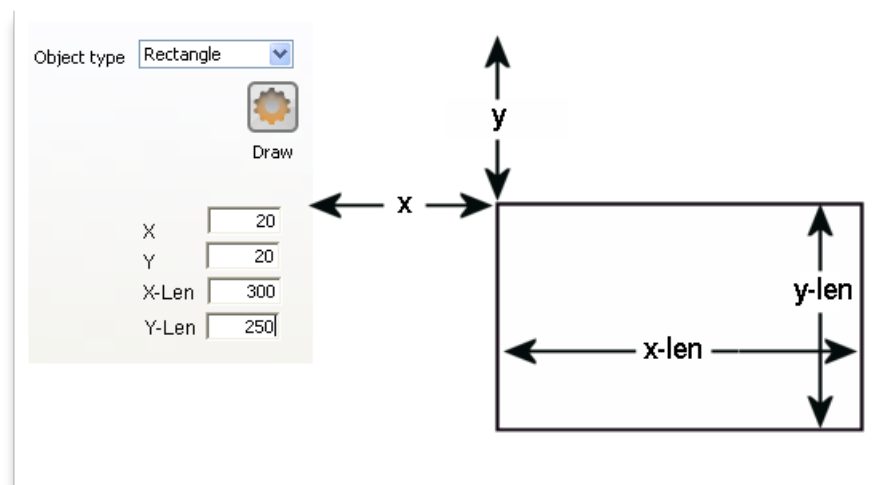 Object type Rectangle
Draw
X 20
Y 20
X-Len 300
Y-Len 250
y
x
y-len
x-len